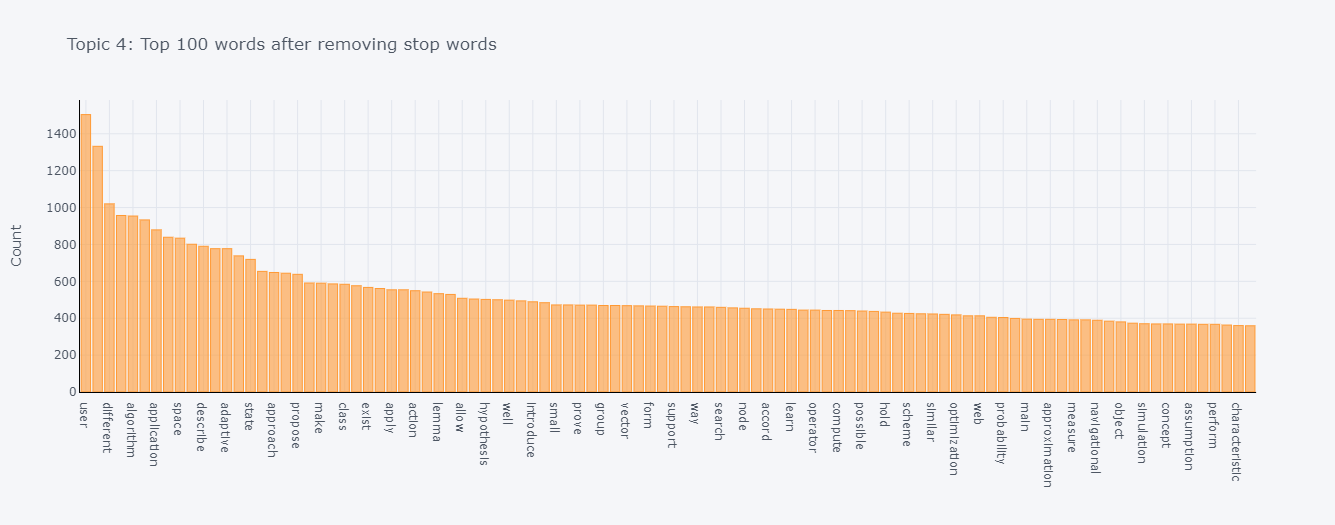 Topic 4: Top 100 words after removing stop words
Count
1400
1200
1000
800
600
400
200
0
user
different
algorithm
application
space
describe
adaptive
state
approach
propose
make
class
exist
apply
action
lemma
allow
hypothesis
well
introduce
small
prove
group
vector
form
support
way
search
node
accord
learn
operator
compute
possible
hold
scheme
similar
optimization
web
probability
main
approximation
measure
navigational
object
simulation
concept
assumption
perform
characteristic